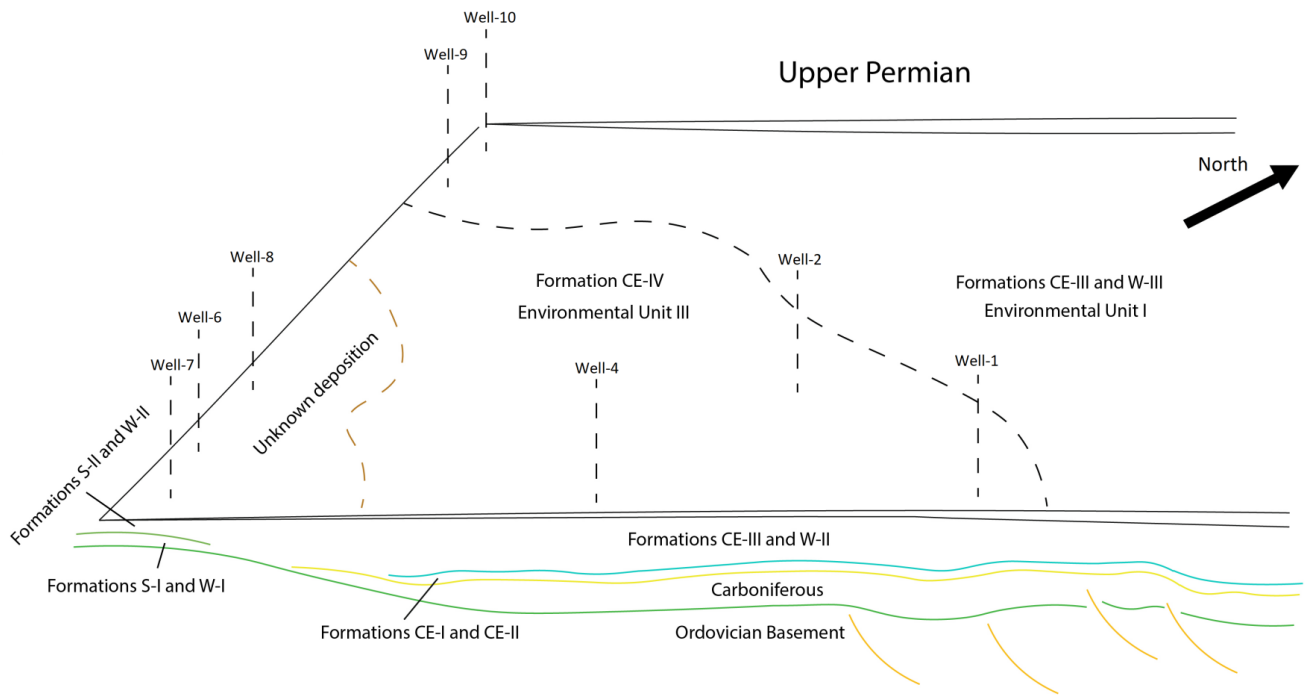 Well-10
Well-9
Upper Permian
North
Well-8
Well-2
Formation CE-IV
Environmental Unit III
Formations CE-III and W-III
Environmental Unit I
Well-6
Well-7
Well-4
Well-1
Unknown deposition
Formations S-II and W-II
Formations CE-III and W-II
Formations S-I and W-I
Carboniferous
Formations CE-I and CE-II
Ordovician Basement